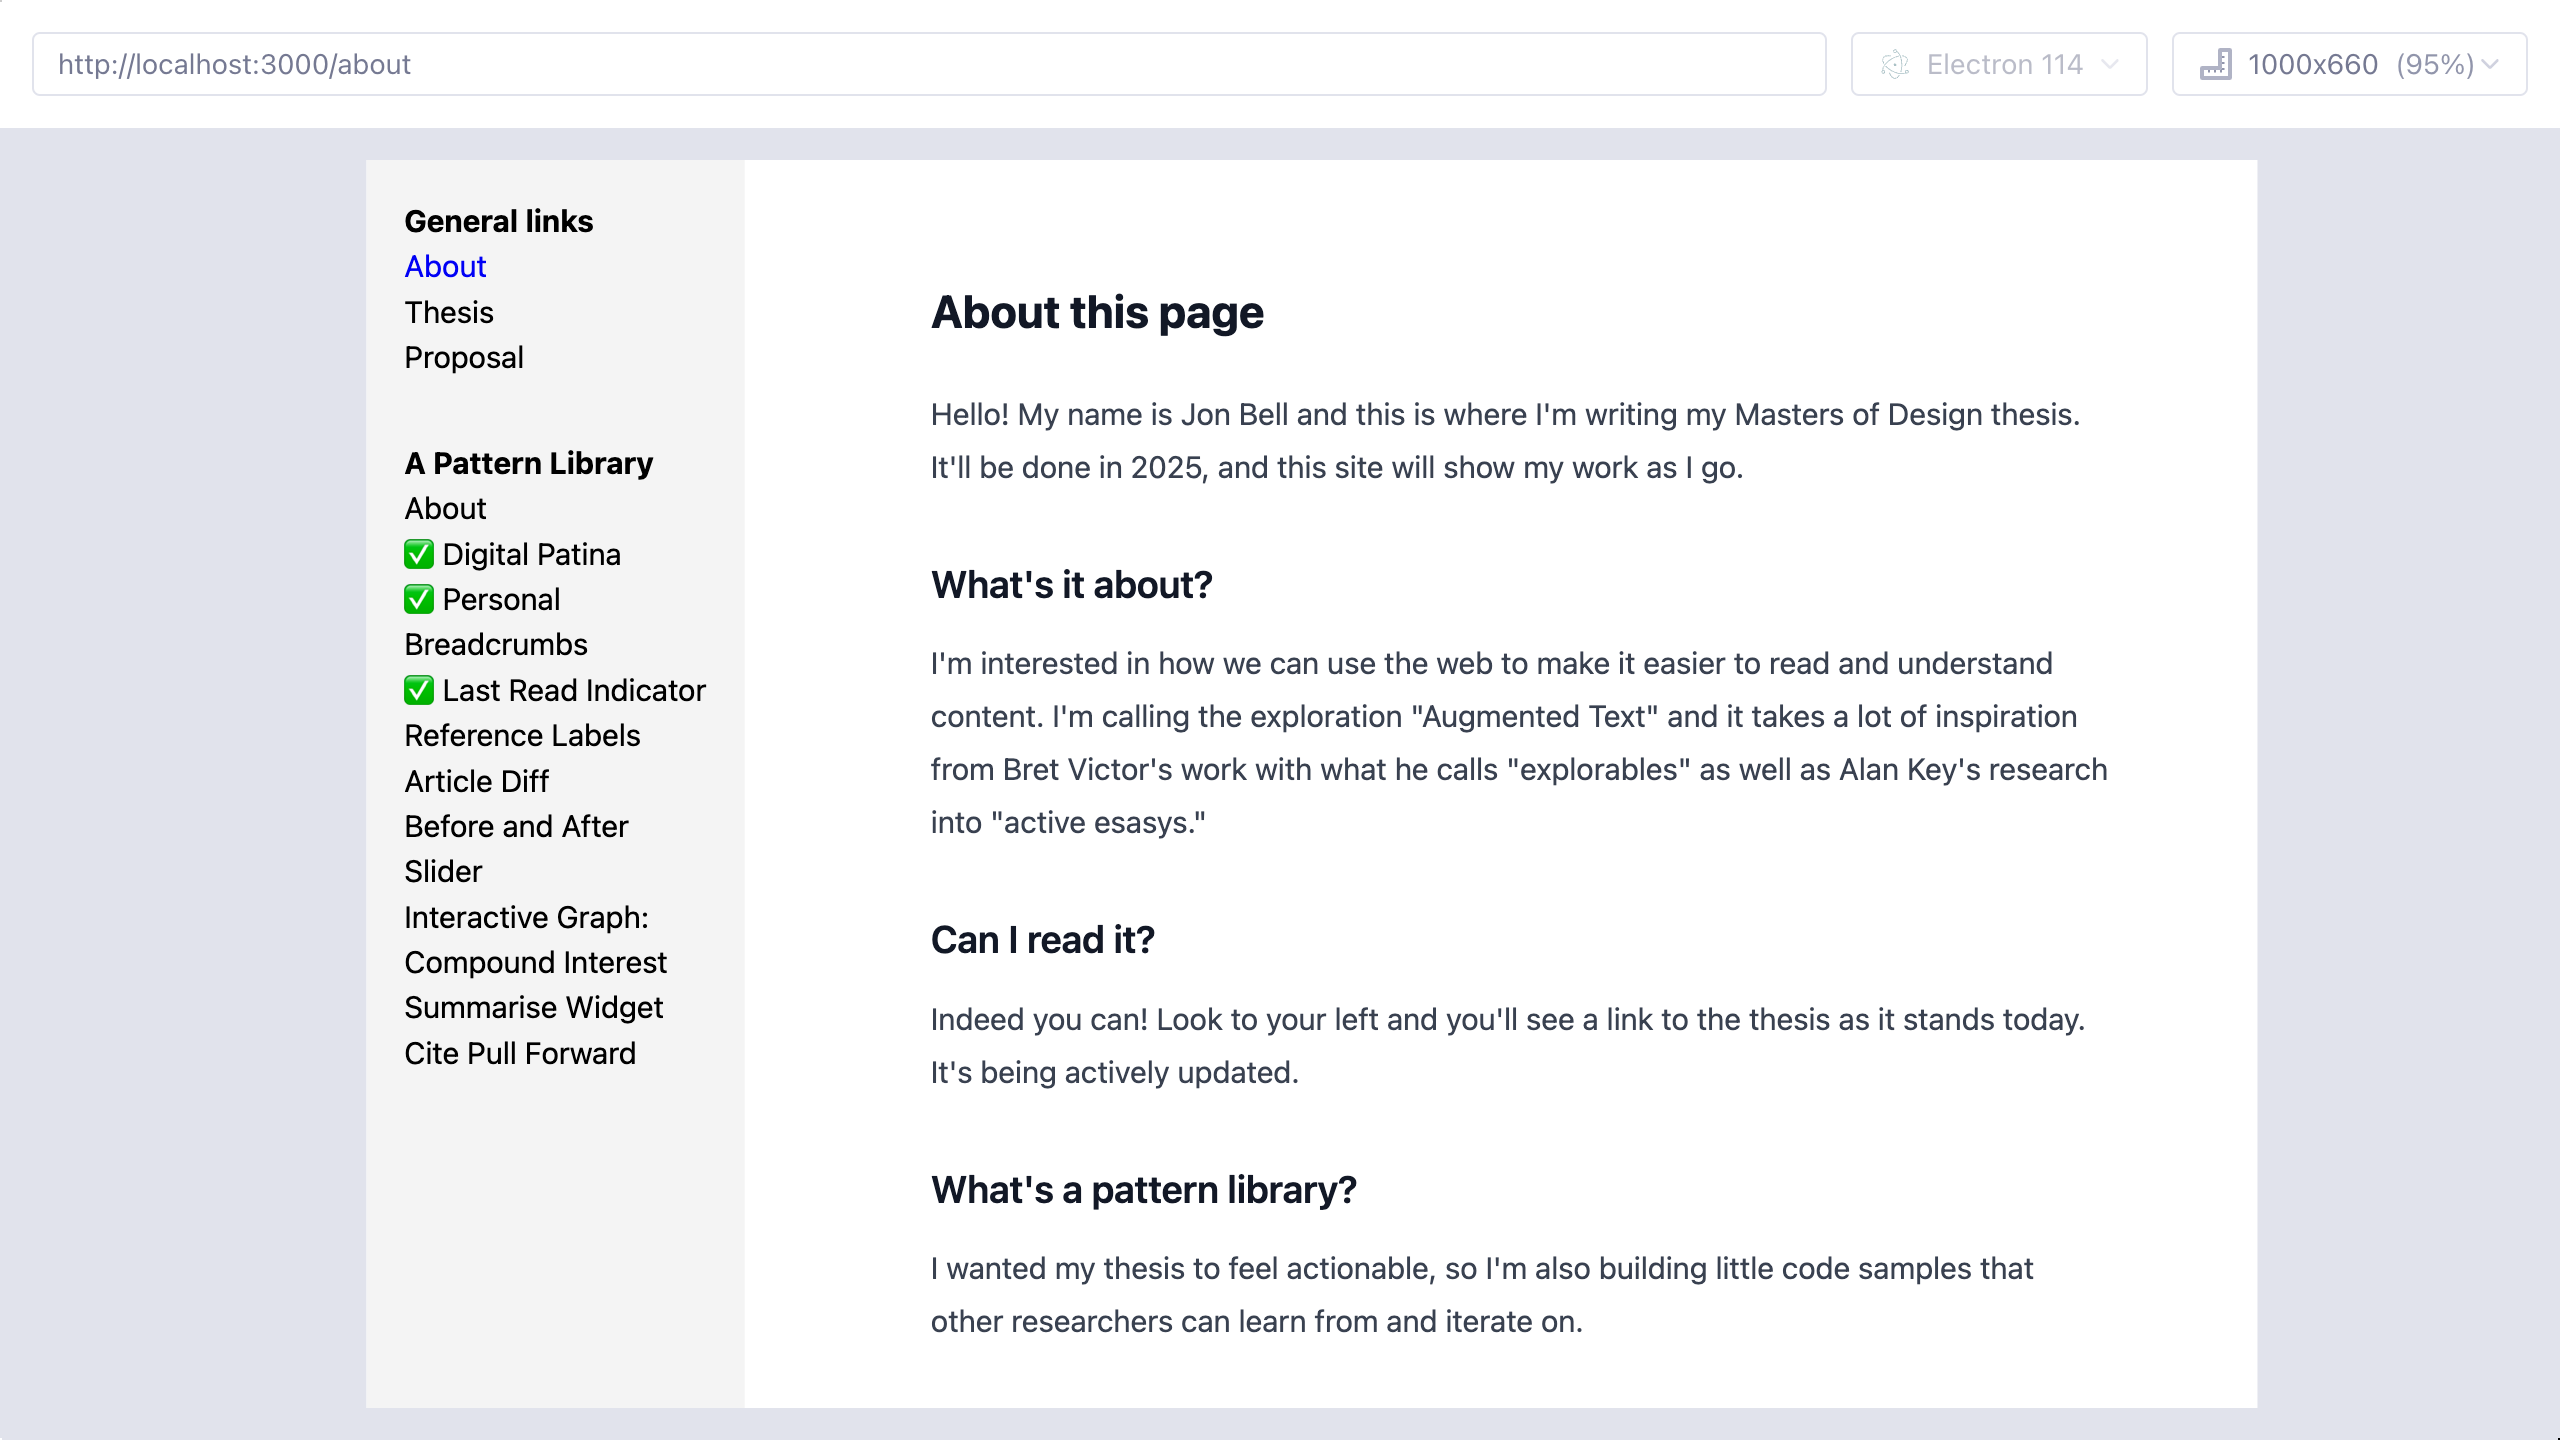 http://localhost:3000/about
Electron 114
1000x660 (95%)
General links
About
Thesis
Proposal
A Pattern Library
About
✅ Digital Patina
✅ Personal
Breadcrumbs
✅ Last Read Indicator
Reference Labels
Article Diff
Before and After
Slider
Interactive Graph:
Compound Interest
Summarise Widget
Cite Pull Forward
About this page
Hello! My name is Jon Bell and this is where I'm writing my Masters of Design thesis.
It'll be done in 2025, and this site will show my work as I go.
What's it about?
I'm interested in how we can use the web to make it easier to read and understand
content. I'm calling the exploration "Augmented Text" and it takes a lot of inspiration
from Bret Victor's work with what he calls "explorables" as well as Alan Key's research
into "active esasys."
Can I read it?
Indeed you can! Look to your left and you'll see a link to the thesis as it stands today.
It's being actively updated.
What's a pattern library?
I wanted my thesis to feel actionable, so I'm also building little code samples that
other researchers can learn from and iterate on.